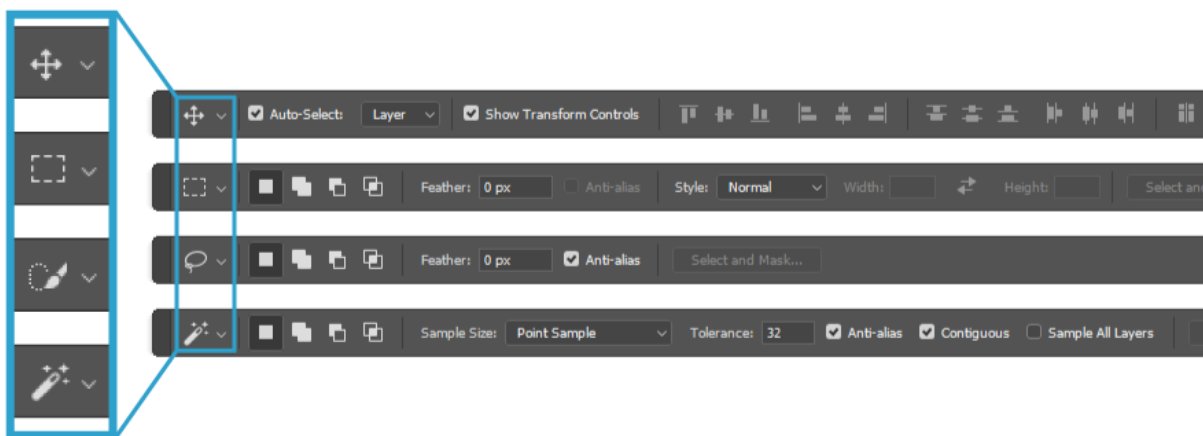 Auto-Select: Layer Show Transform Controls
Feather: 0 px Anti-alias Style: Normal Width: Height: Select and
Feather: 0 px Anti-alias Select and Mask...
Sample Size: Point Sample Tolerance: 32 Anti-alias Contiguous Sample All Layers